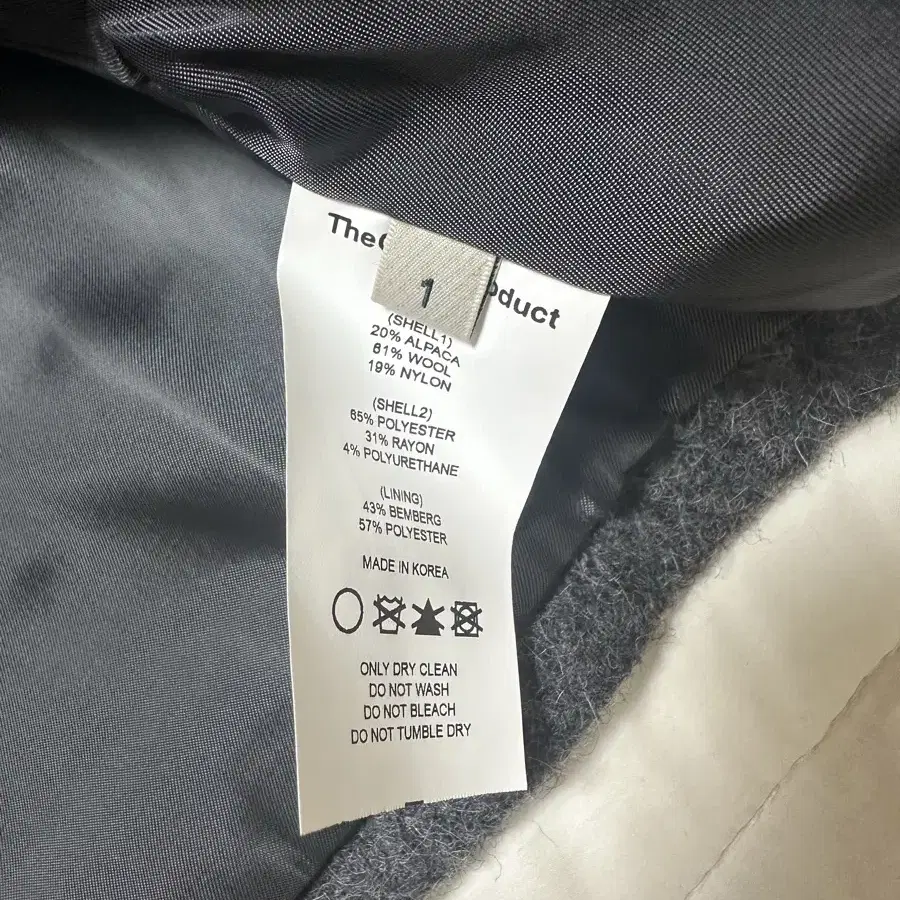 The
oduct
1
(SHELL1)
20% ALPACA
61% WOOL
19% NYLON
(SHELL2)
65% POLYESTER
31% RAYON
4% POLYURETHANE
(LINING)
43% BEMBERG
57% POLYESTER
MADE IN KOREA
ONLY DRY CLEAN
DO NOT WASH
DO NOT BLEACH
DO NOT TUMBLE DRY